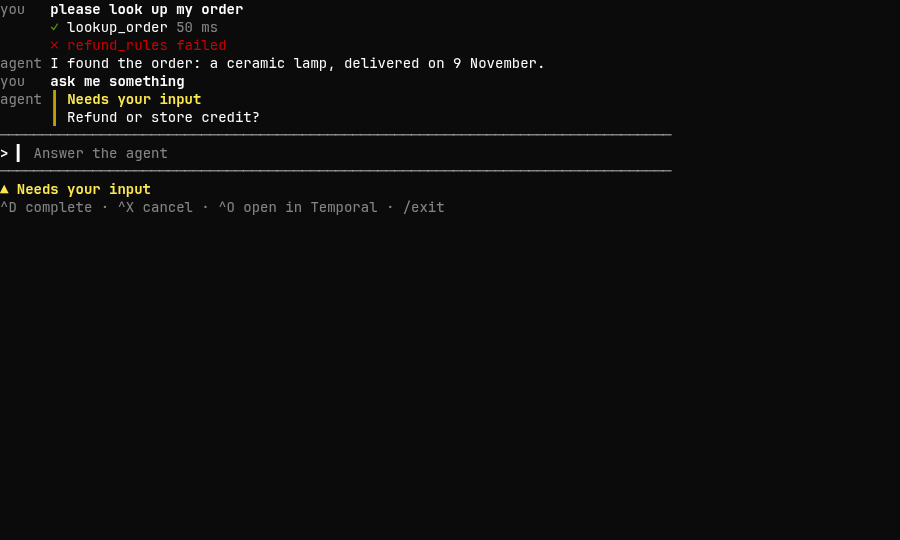 you   please look up my order
      ✓ lookup_order 50 ms
      ✕ refund_rules failed
agent I found the order: a ceramic lamp, delivered on 9 November.
you   ask me something
agent Needs your input
      Refund or store credit?
> Answer the agent
▲ Needs your input
^D complete · ^X cancel · ^O open in Temporal · /exit